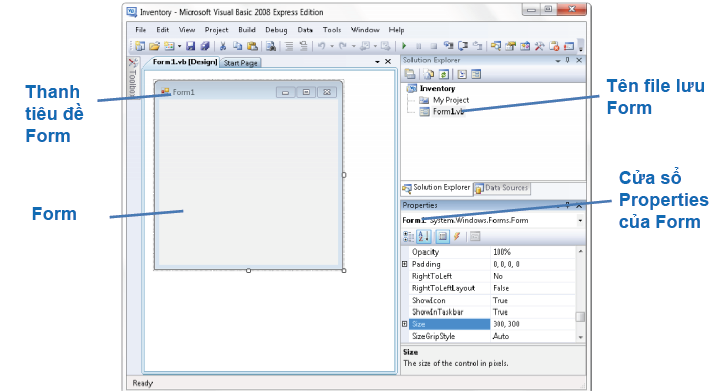 Inventory - Microsoft Visual Basic 2008 Express Edition
File Edit View Project Build Debug Data Tools Window Help
Form1.vb [Design] Start Page
Toolbox
Form1
Thanh
tiêu đề
Form
Form
Solution Explorer
Inventory
My Project
Form1.vb
Tên file lưu
Form
Solution Explorer Data Sources
Cửa sổ
Properties
của Form
Properties
Form1 System.Windows.Forms.Form
Opacity 100%
Padding 0, 0, 0, 0
RightToLeft No
RightToLeftLayout False
ShowIcon True
ShowInTaskbar True
Size 300, 300
SizeGripStyle Auto
Size
The size of the control in pixels.
Ready